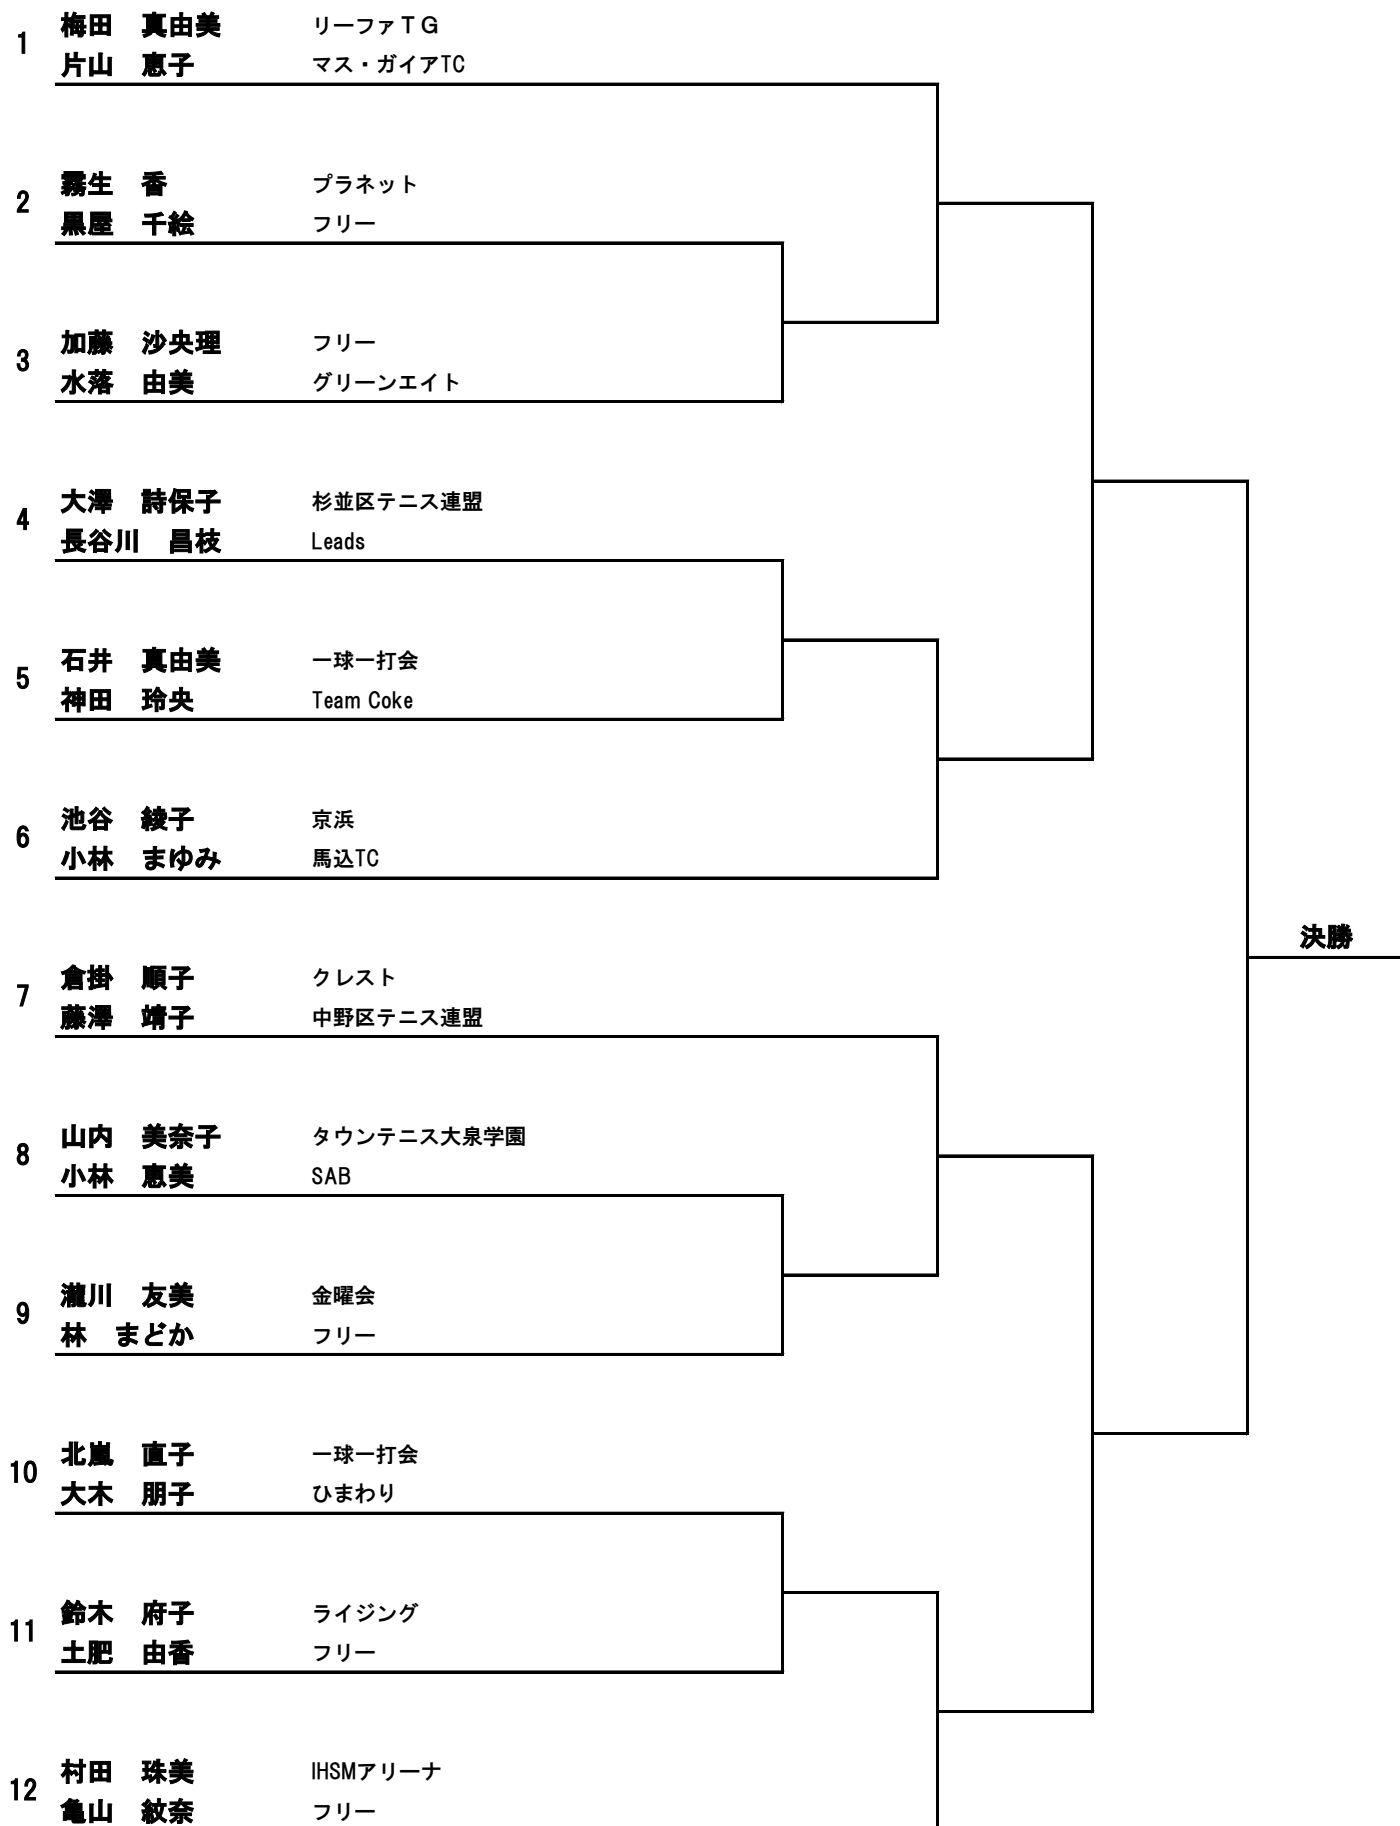 1 梅田　真由美 リーファＴＧ
片山　恵子 マス・ガイアTC
2 霧生　香 プラネット
黒屋　千絵 フリー
3 加藤　沙央理 フリー
水落　由美 グリーンエイト
4 大澤　詩保子 杉並区テニス連盟
長谷川　昌枝 Leads
5 石井　真由美 一球一打会
神田　玲央 Team Coke
6 池谷　綾子 京浜
小林　まゆみ 馬込TC
決勝
7 倉掛　順子 クレスト
藤澤　靖子 中野区テニス連盟
8 山内　美奈子 タウンテニス大泉学園
小林　恵美 SAB
9 瀧川　友美 金曜会
林　まどか フリー
10 北嵐　直子 一球一打会
大木　朋子 ひまわり
11 鈴木　府子 ライジング
土肥　由香 フリー
12 村田　珠美 IHSMアリーナ
亀山　紋奈 フリー